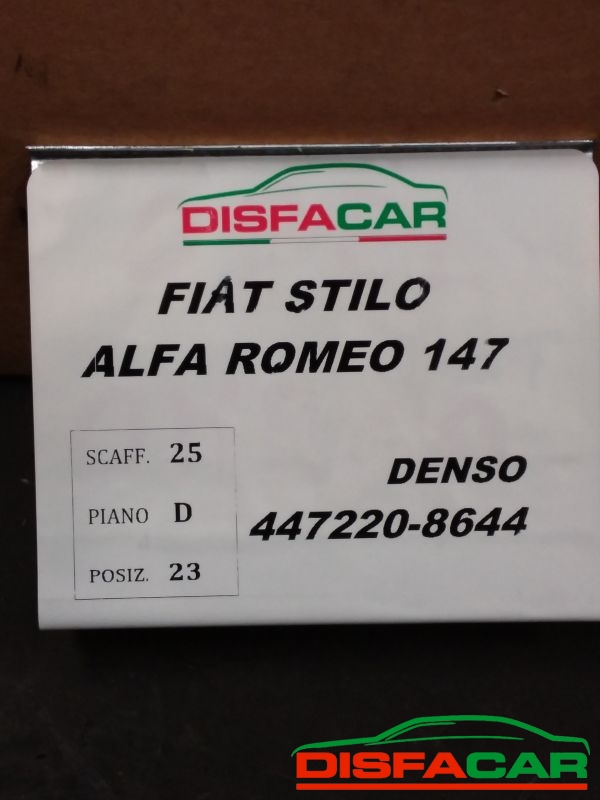 DISFACAR
FIAT STILO
ALFA ROMEO 147
SCAFF. 25
PIANO D
POSIZ. 23
DENSO
447220-8644
DISFACAR